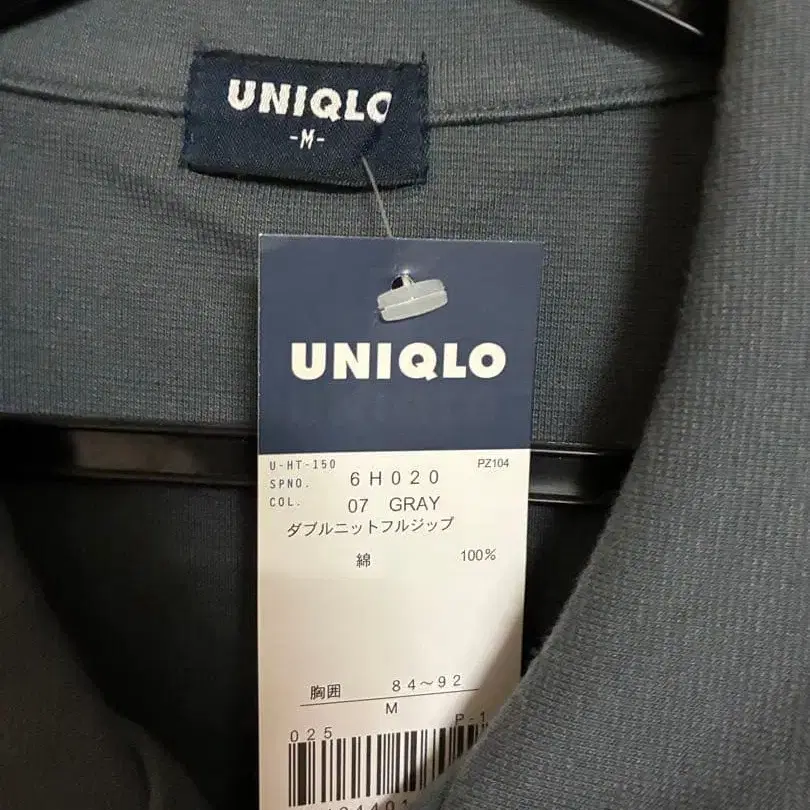 UNIQLO
-M-
UNIQLO
U-HT-150
PZ104
SPNO. 6H020
COL. 07 GRAY
ダブルニットフルジップ
綿 100%
胸囲 84～92
M
025 P-1